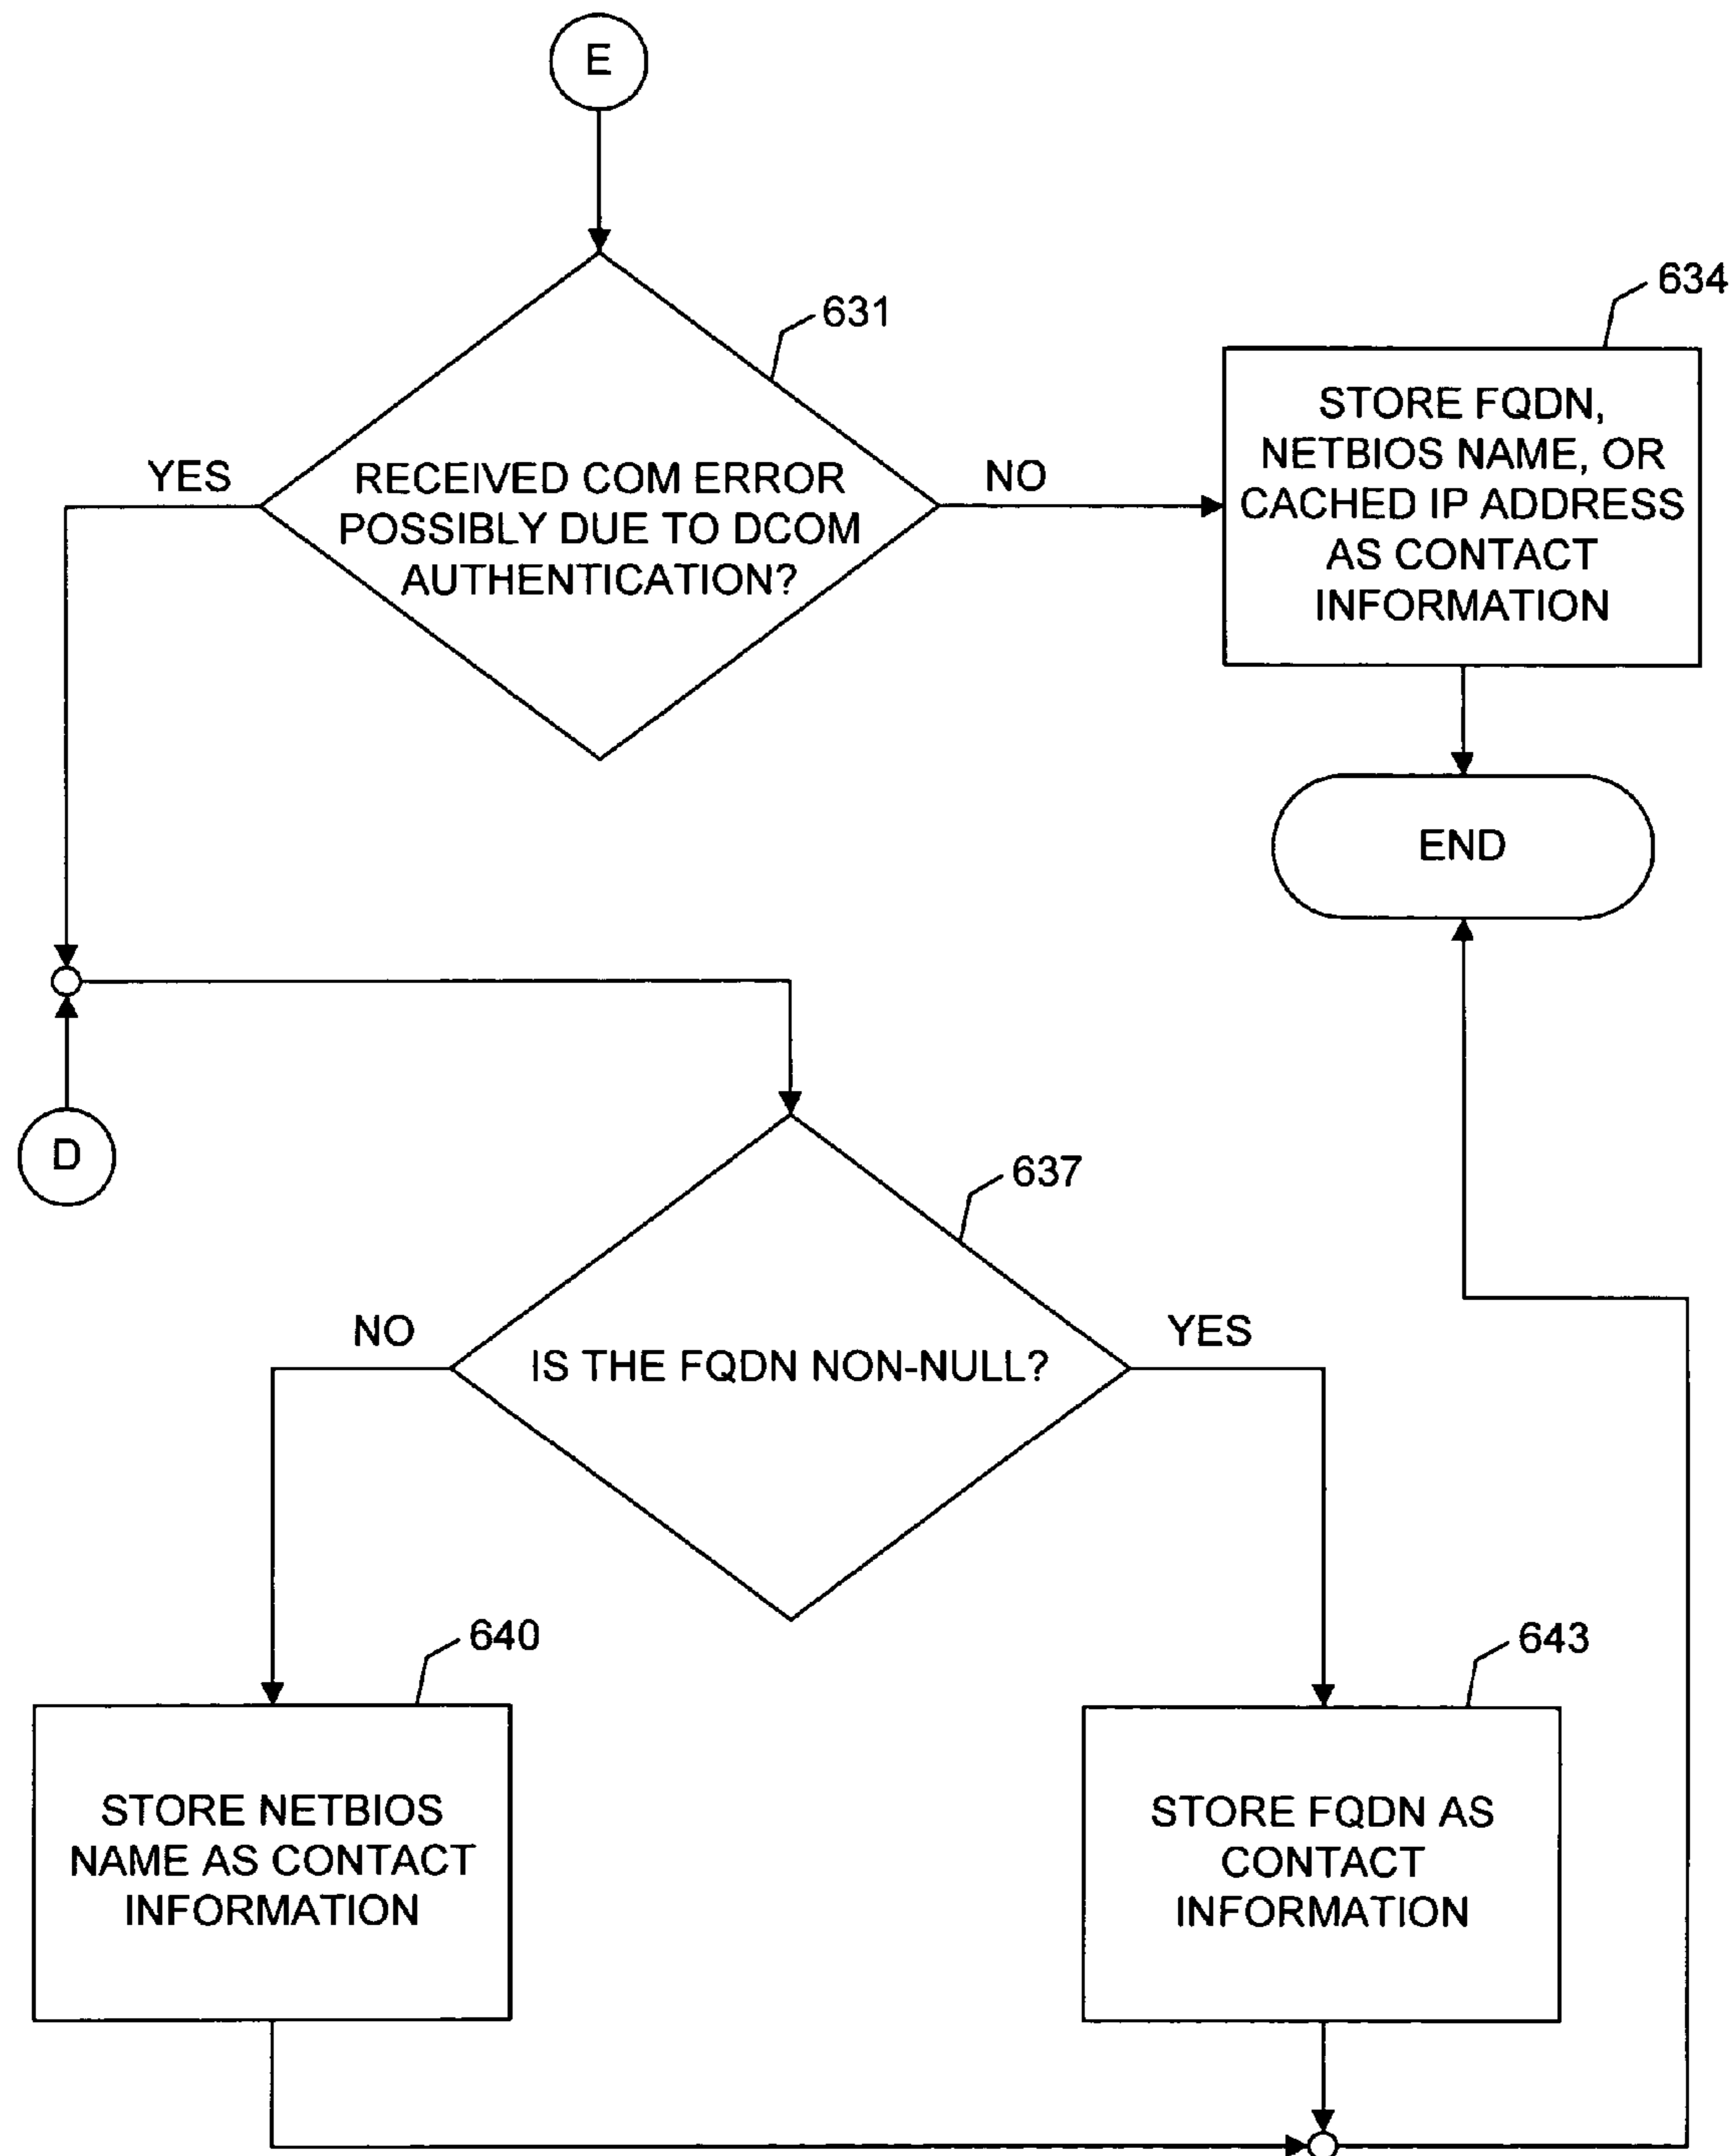 E
631
RECEIVED COM ERROR
POSSIBLY DUE TO DCOM
AUTHENTICATION?
YES
NO
634
STORE FQDN,
NETBIOS NAME, OR
CACHED IP ADDRESS
AS CONTACT
INFORMATION
END
D
637
IS THE FQDN NON-NULL?
NO
YES
640
STORE NETBIOS
NAME AS CONTACT
INFORMATION
643
STORE FQDN AS
CONTACT
INFORMATION